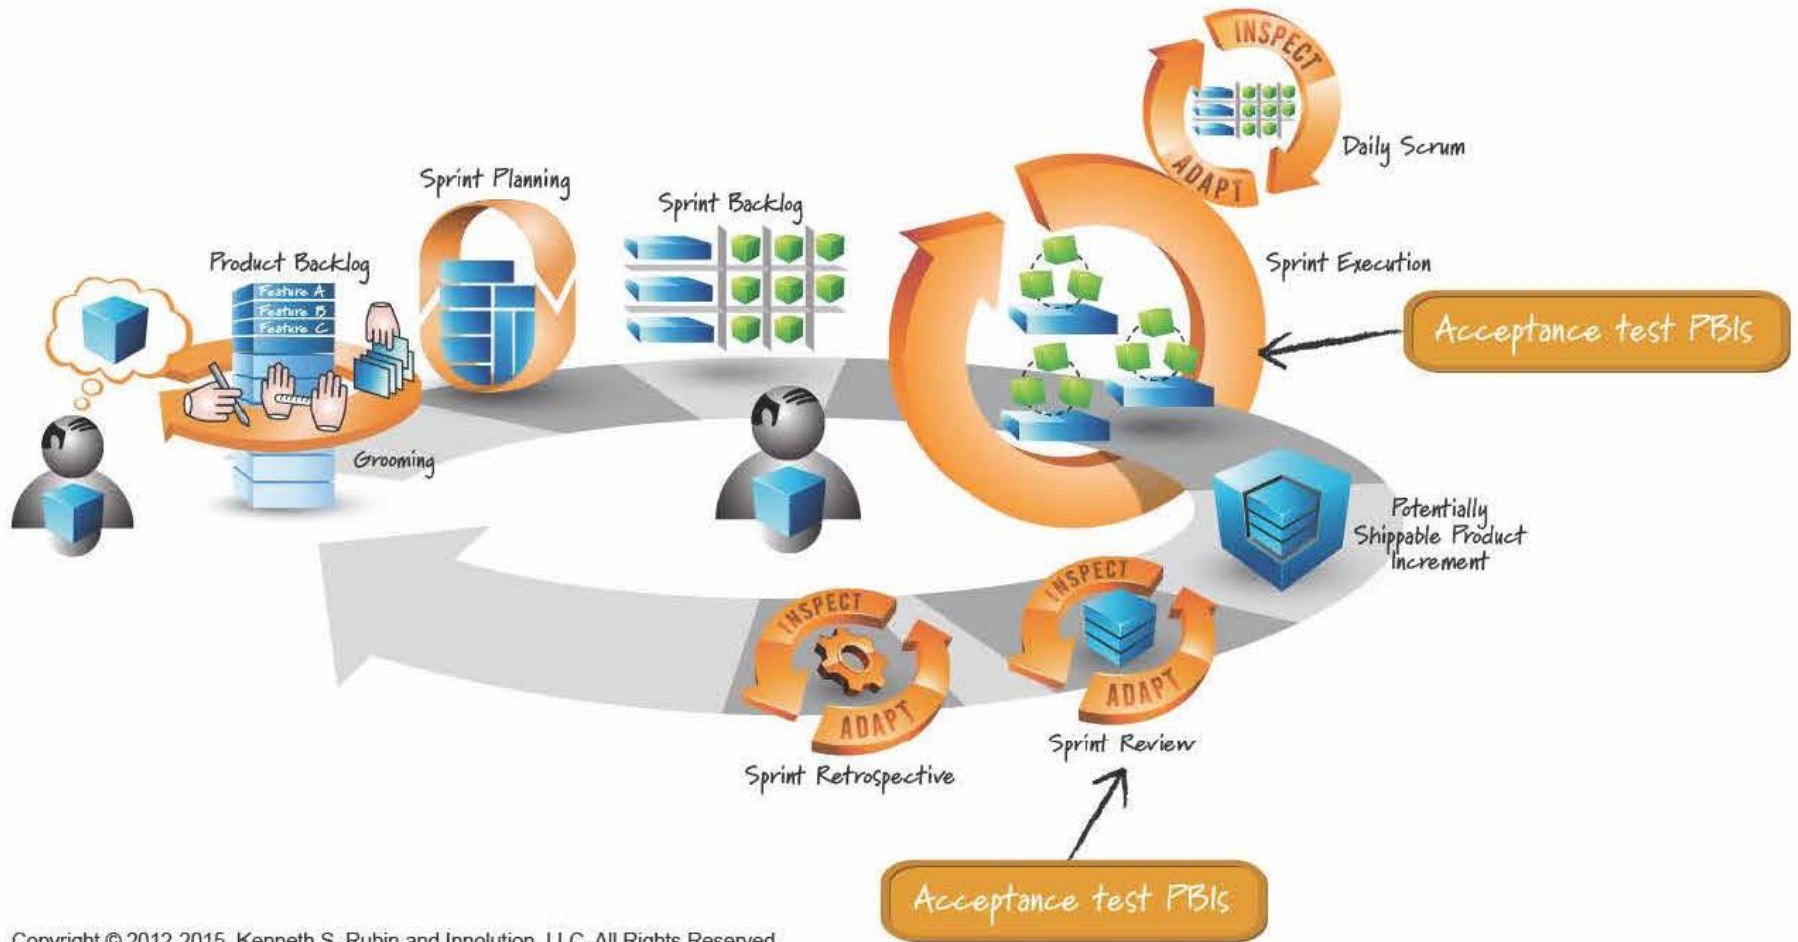 INSPECT
ADAPT
Daily Scrum
Sprint Planning
Sprint Backlog
Product Backlog
Feature A
Feature B
Feature C
Grooming
Sprint Execution
Acceptance test PBIs
Potentially
Shippable Product
Increment
INSPECT
ADAPT
Sprint Review
INSPECT
ADAPT
Sprint Retrospective
Acceptance test PBIs
Copyright © 2012-2015, Kenneth S. Rubin and Innolution, LLC. All Rights Reserved.